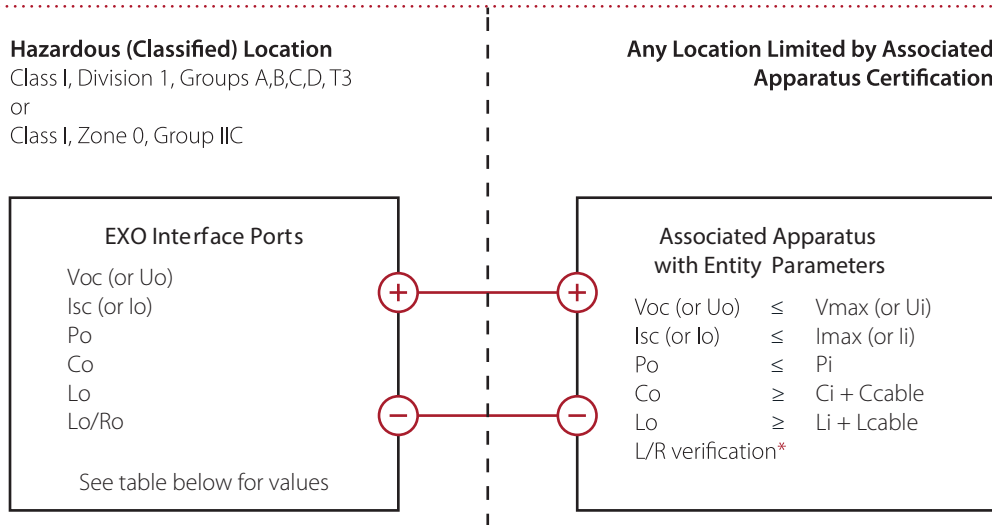 Hazardous (Classified) Location
Class I, Division 1, Groups A,B,C,D, T3
or
Class I, Zone 0, Group IIC
Any Location Limited by Associated
Apparatus Certification
EXO Interface Ports
Voc (or Uo)
Isc (or Io)
Po
Co
Lo
Lo/Ro
See table below for values
+
−
+
−
Associated Apparatus
with Entity Parameters
Voc (or Uo) ≤ Vmax (or Ui)
Isc (or Io) ≤ Imax (or Ii)
Po ≤ Pi
Co ≥ Ci + Ccable
Lo ≥ Li + Lcable
L/R verification*